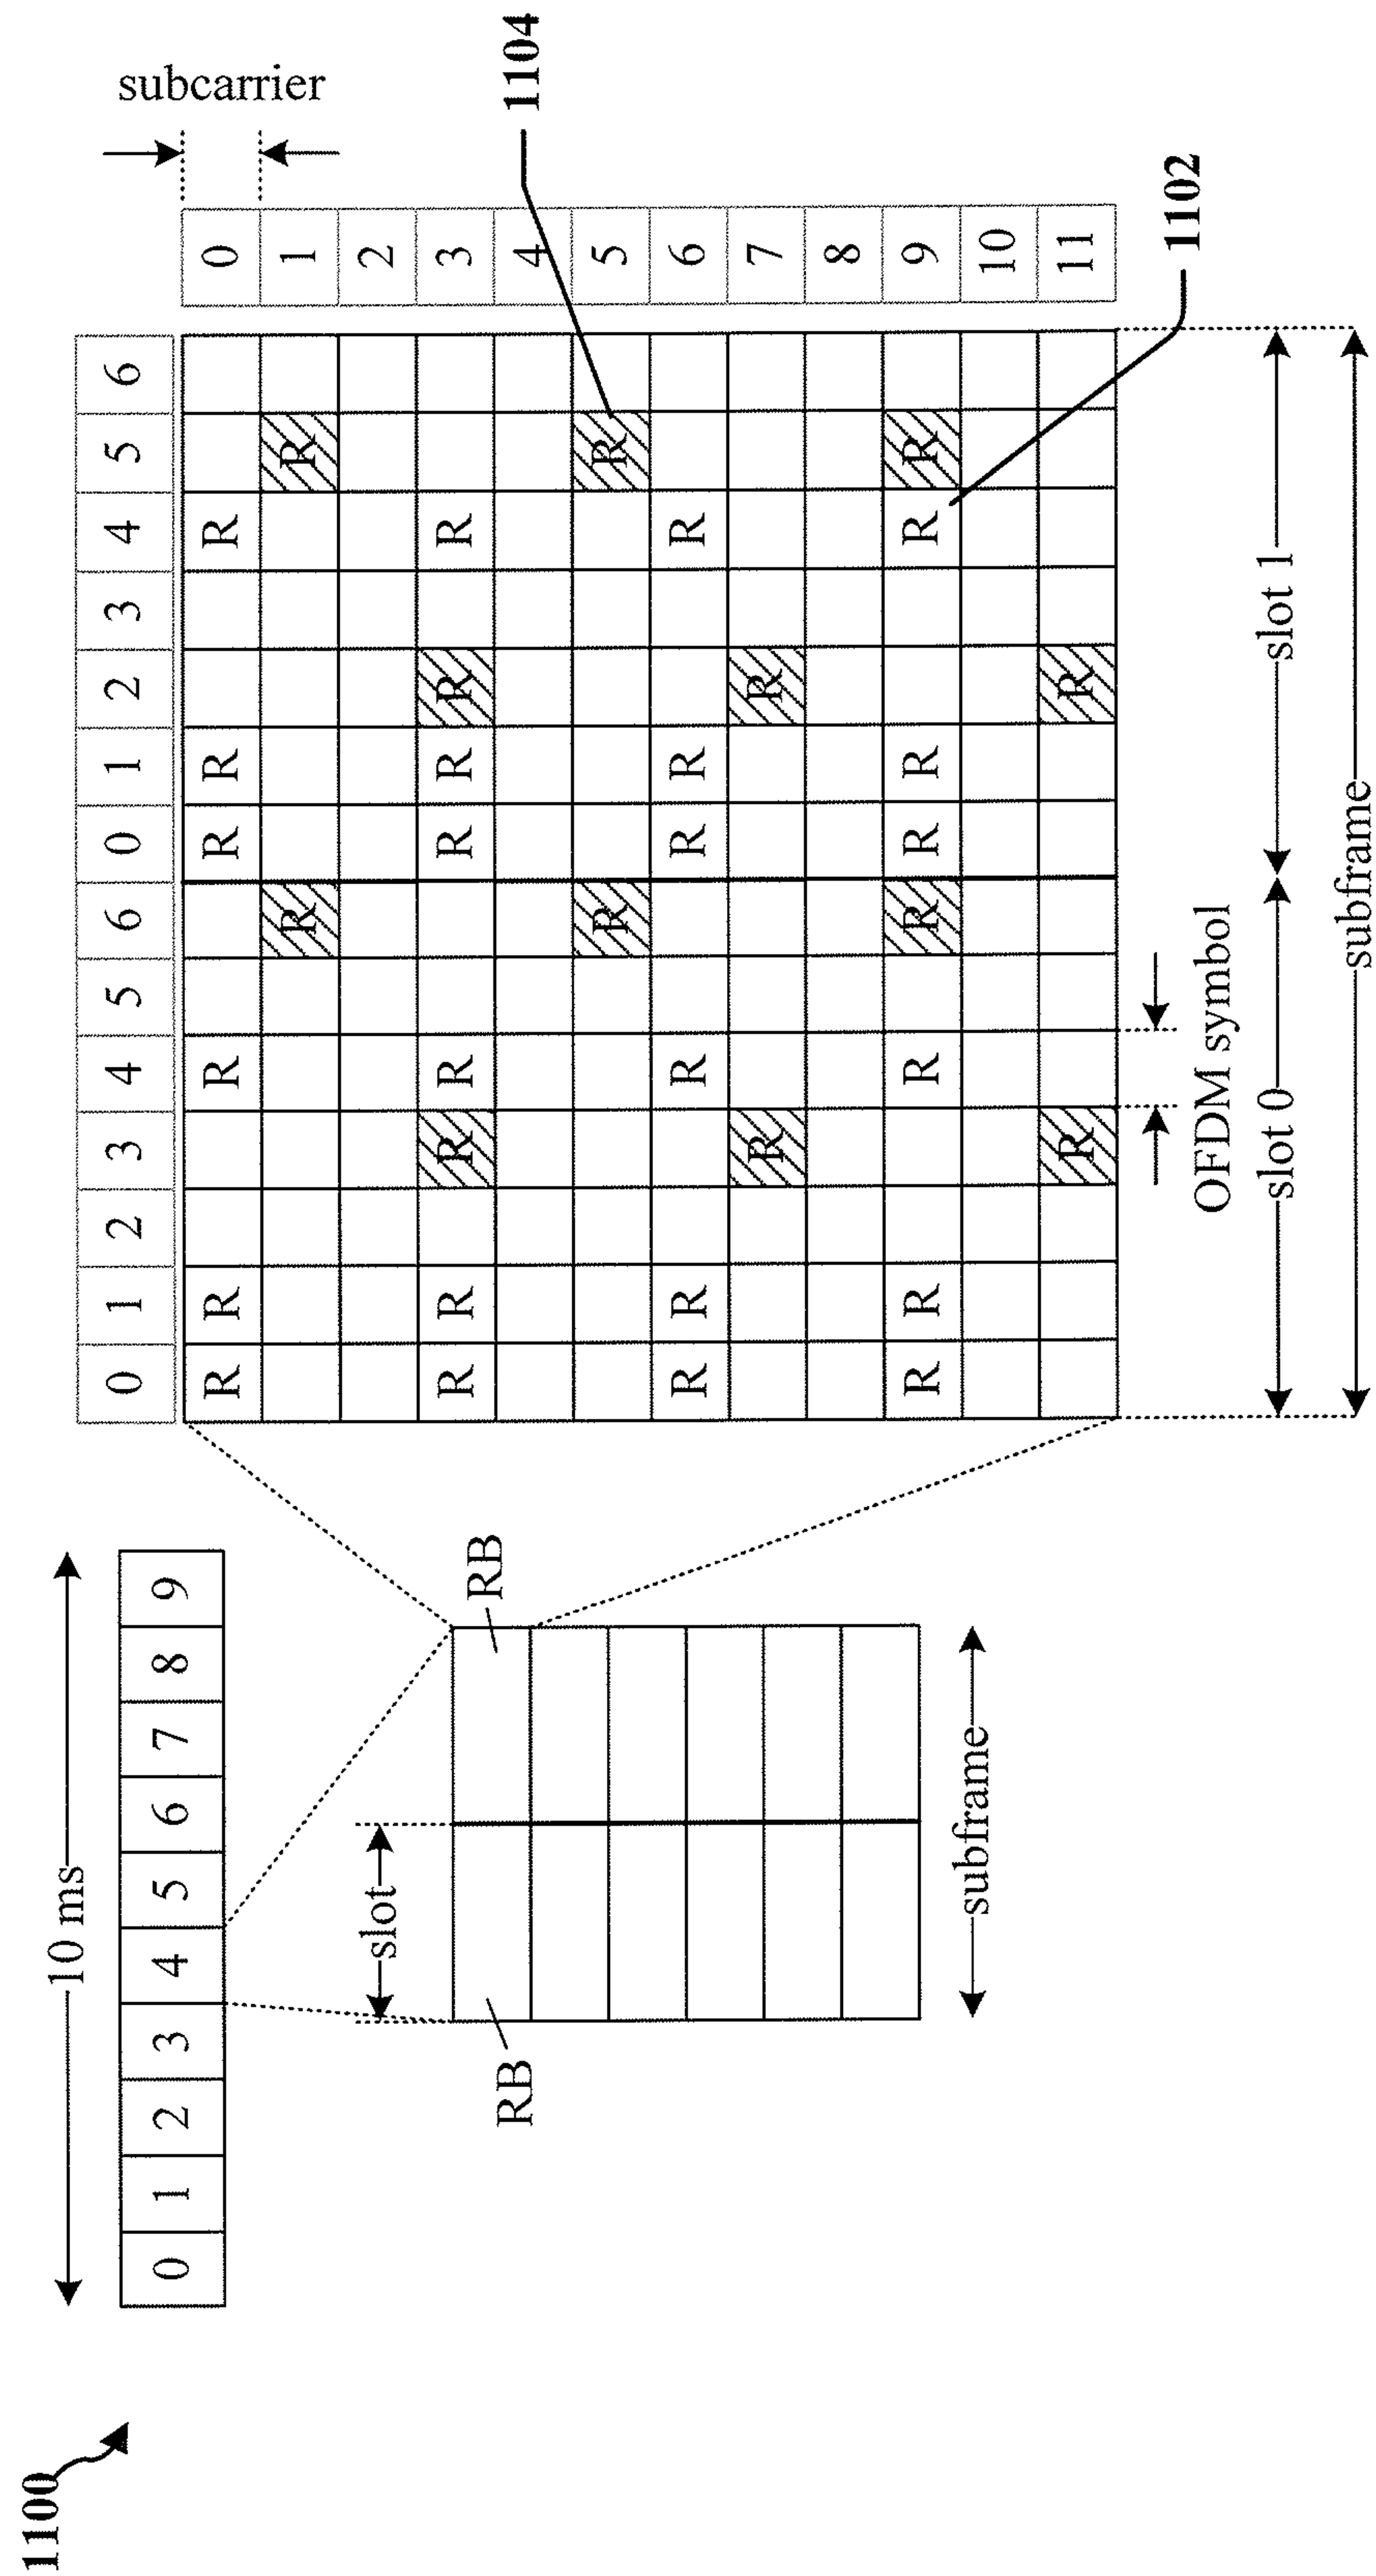 1100
10 ms
0 1 2 3 4 5 6 7 8 9
slot
RB
RB
subframe
subcarrier
0 1 2 3 4 5 6 0 1 2 3 4 5 6
R R R R R R 0
R R 1
2
R R R R R R R R 3
4
R R 5
R R R R R R 6
R R 7
8
R R R R R R R R 9
10
R R 11
1104
1102
OFDM symbol
slot 0
slot 1
subframe